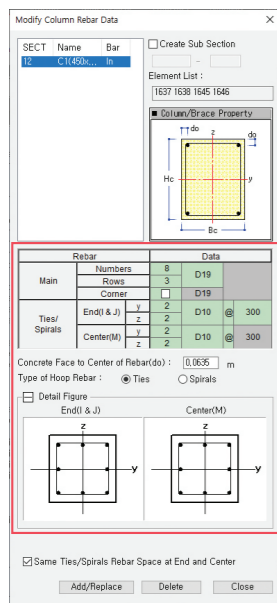 Modify Column Rebar Data
SECT Name Bar
12 C1(450x... In
Create Sub Section
-
Element List :
1637 1638 1645 1646
Column/Brace Property
z
do
do
Hc
y
Bc
Rebar Data
Main Numbers 8 D19
Rows 3
Corner D19
Ties/
Spirals
End(I & J) y 2 D10 @ 300
z 2
Center(M) y 2 D10 @ 300
z 2
Concrete Face to Center of Rebar(do) : 0,0635 m
Type of Hoop Rebar : Ties Spirals
Detail Figure
End(I & J) Center(M)
z z
y y
Same Ties/Spirals Rebar Space at End and Center
Add/Replace Delete Close